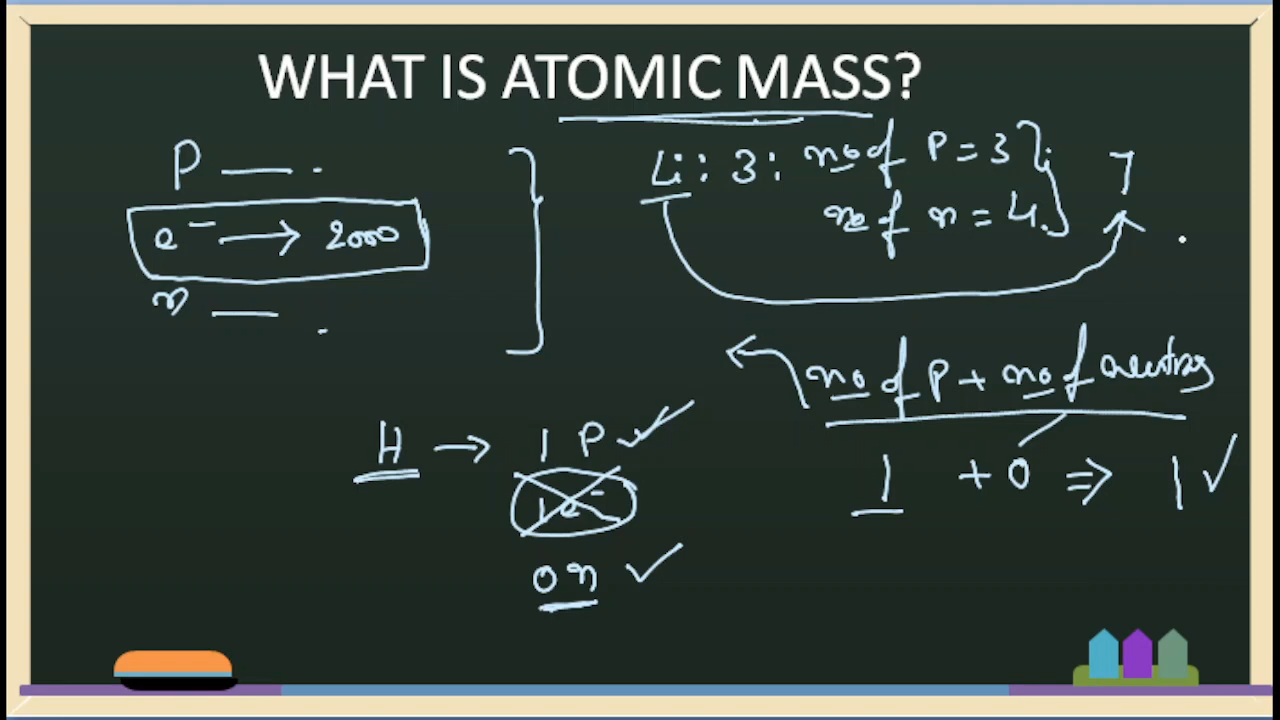 WHAT IS ATOMIC MASS?
P —— .
e⁻ → 2000
n ——
Li : 3 : no of P = 3
no of n = 4
7
no of P + no of neutrons
1 + 0 ⇒ 1 ✓
H → 1 P ✓
1e⁻
0n ✓